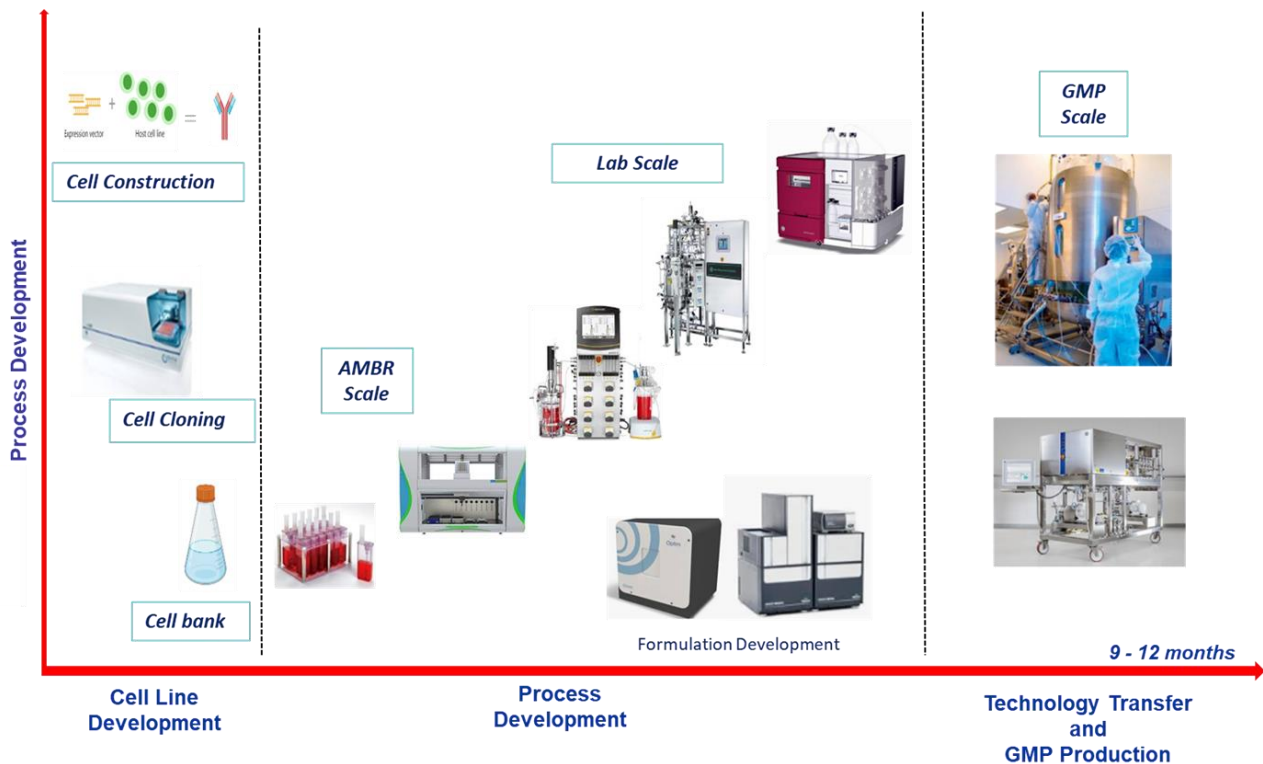 Process Development
Expression vector
+
Host cell line
=
Cell Construction
Cell Cloning
Cell bank
AMBR
Scale
Lab Scale
Formulation Development
GMP
Scale
9 - 12 months
Cell Line
Development
Process
Development
Technology Transfer
and
GMP Production